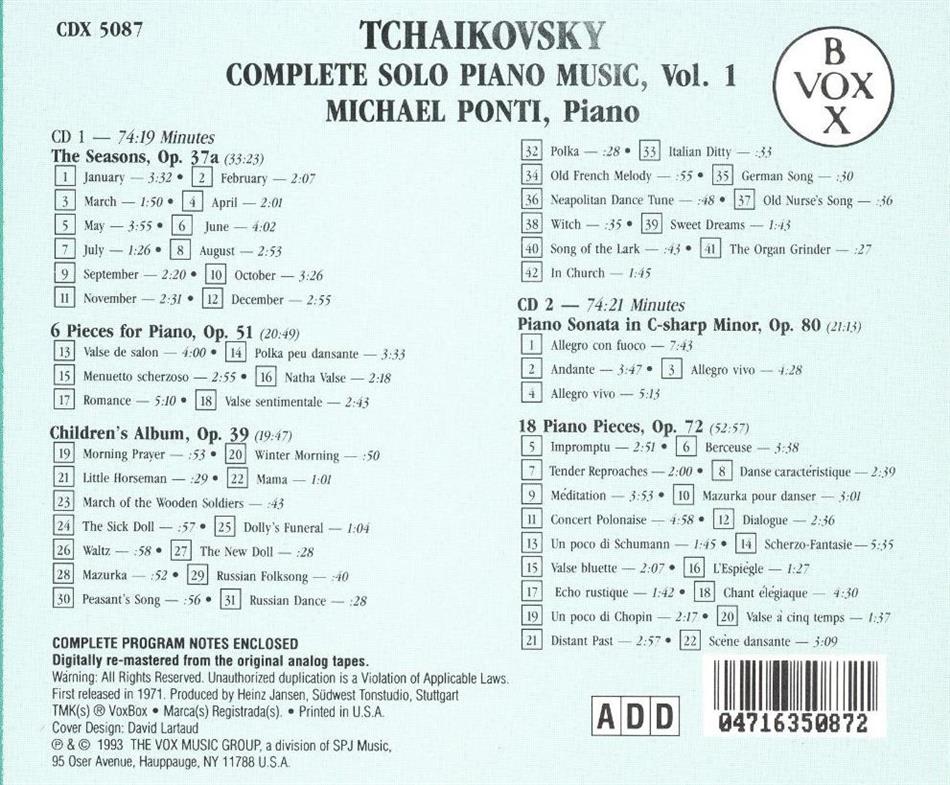 CDX 5087
TCHAIKOVSKY
COMPLETE SOLO PIANO MUSIC, Vol. 1
MICHAEL PONTI, Piano
B
VOX
X
CD 1 — 74:19 Minutes
The Seasons, Op. 37a (33:23)
1 January — 3:32 • 2 February — 2:07
3 March — 1:50 • 4 April — 2:01
5 May — 3:55 • 6 June — 4:02
7 July — 1:26 • 8 August — 2:53
9 September — 2:20 • 10 October — 3:26
11 November — 2:31 • 12 December — 2:55
6 Pieces for Piano, Op. 51 (20:49)
13 Valse de salon — 4:00 • 14 Polka peu dansante — 3:33
15 Menuetto scherzoso — 2:55 • 16 Natha Valse — 2:18
17 Romance — 5:10 • 18 Valse sentimentale — 2:43
Children's Album, Op. 39 (19:47)
19 Morning Prayer — :53 • 20 Winter Morning — :50
21 Little Horseman — :29 • 22 Mama — 1:01
23 March of the Wooden Soldiers — :43
24 The Sick Doll — :57 • 25 Dolly's Funeral — 1:04
26 Waltz — :58 • 27 The New Doll — :28
28 Mazurka — :52 • 29 Russian Folksong — :40
30 Peasant's Song — :56 • 31 Russian Dance — :28
32 Polka — :28 • 33 Italian Ditty — :33
34 Old French Melody — :55 • 35 German Song — :30
36 Neapolitan Dance Tune — :48 • 37 Old Nurse's Song — :36
38 Witch — :35 • 39 Sweet Dreams — 1:43
40 Song of the Lark — :43 • 41 The Organ Grinder — :27
42 In Church — 1:45
CD 2 — 74:21 Minutes
Piano Sonata in C-sharp Minor, Op. 80 (21:13)
1 Allegro con fuoco — 7:43
2 Andante — 3:47 • 3 Allegro vivo — 4:28
4 Allegro vivo — 5:13
18 Piano Pieces, Op. 72 (52:57)
5 Impromptu — 2:51 • 6 Berceuse — 3:38
7 Tender Reproaches — 2:00 • 8 Danse caractéristique — 2:39
9 Méditation — 3:53 • 10 Mazurka pour danser — 3:01
11 Concert Polonaise — 4:58 • 12 Dialogue — 2:36
13 Un poco di Schumann — 1:45 • 14 Scherzo-Fantasie — 5:35
15 Valse bluette — 2:07 • 16 L'Espiègle — 1:27
17 Echo rustique — 1:42 • 18 Chant élégiaque — 4:30
19 Un poco di Chopin — 2:17 • 20 Valse à cinq temps — 1:37
21 Distant Past — 2:57 • 22 Scène dansante — 3:09
COMPLETE PROGRAM NOTES ENCLOSED
Digitally re-mastered from the original analog tapes.
Warning: All Rights Reserved. Unauthorized duplication is a Violation of Applicable Laws.
First released in 1971. Produced by Heinz Jansen, Südwest Tonstudio, Stuttgart
TMK(s) ® VoxBox • Marca(s) Registrada(s). • Printed in U.S.A.
Cover Design: David Lartaud
℗ & © 1993 THE VOX MUSIC GROUP, a division of SPJ Music,
95 Oser Avenue, Hauppauge, NY 11788 U.S.A.
ADD
04716350872